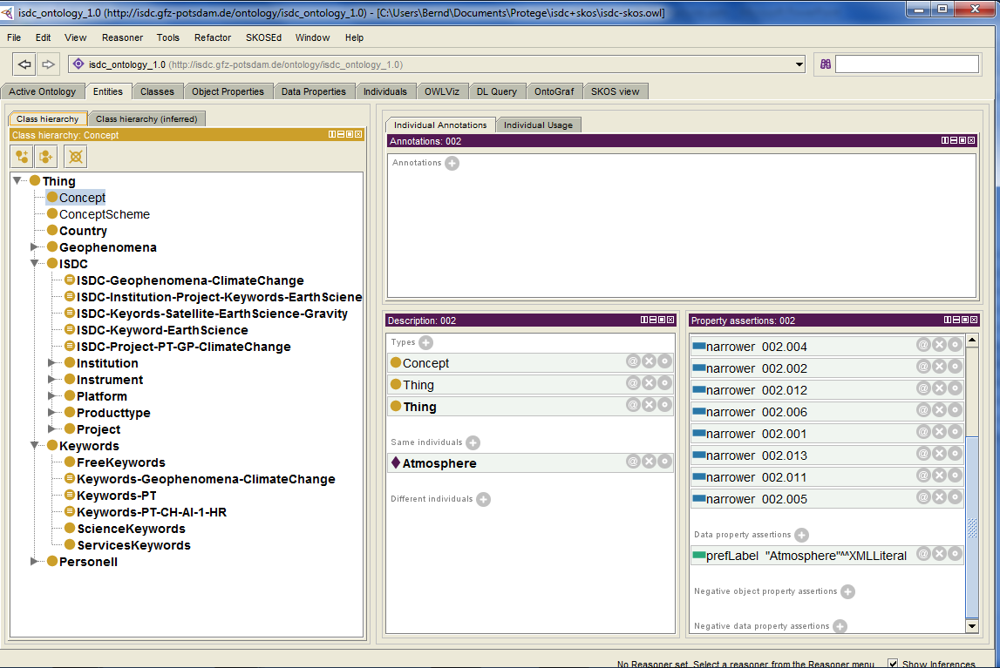 isdc_ontology_1.0 (http://isdc.gfz-potsdam.de/ontology/isdc_ontology_1.0) - [C:\Users\Bernd\Documents\Protege\isdc+skos\isdc-skos.owl]
File Edit View Reasoner Tools Refactor SKOSEd Window Help
isdc_ontology_1.0 (http://isdc.gfz-potsdam.de/ontology/isdc_ontology_1.0)
Active Ontology Entities Classes Object Properties Data Properties Individuals OWLViz DL Query OntoGraf SKOS view
Class hierarchy Class hierarchy (inferred)
Class hierarchy: Concept
Thing
Concept
ConceptScheme
Country
Geophenomena
ISDC
ISDC-Geophenomena-ClimateChange
ISDC-Institution-Project-Keywords-EarthSciene
ISDC-Keyords-Satellite-EarthScience-Gravity
ISDC-Keyword-EarthScience
ISDC-Project-PT-GP-ClimateChange
Institution
Instrument
Platform
Producttype
Project
Keywords
FreeKeywords
Keywords-Geophenomena-ClimateChange
Keywords-PT
Keywords-PT-CH-AI-1-HR
ScienceKeywords
ServicesKeywords
Personell
Individual Annotations Individual Usage
Annotations: 002
Annotations
Description: 002
Types
Concept
Thing
Thing
Same individuals
Atmosphere
Different individuals
Property assertions: 002
narrower 002.004
narrower 002.002
narrower 002.012
narrower 002.006
narrower 002.001
narrower 002.013
narrower 002.011
narrower 002.005
Data property assertions
prefLabel "Atmosphere"^^XMLLiteral
Negative object property assertions
Negative data property assertions
No Reasoner set. Select a reasoner from the Reasoner menu Show Inferences